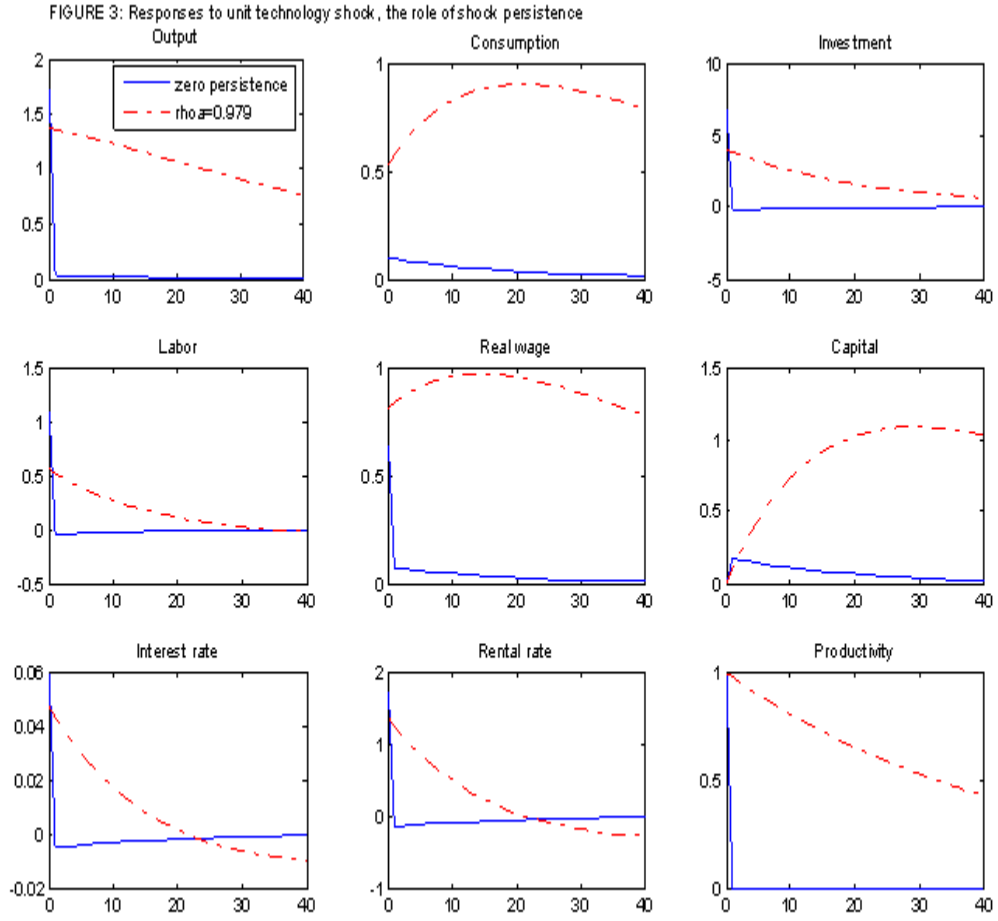 FIGURE 3: Responses to unit technology shock, the role of shock persistence
Output
2
1.5
1
0.5
0
0 10 20 30 40
zero persistence
rhoa=0.979
Consumption
1
0.5
0
0 10 20 30 40
Investment
10
5
0
-5
0 10 20 30 40
Labor
1.5
1
0.5
0
-0.5
0 10 20 30 40
Real wage
1
0.5
0
0 10 20 30 40
Capital
1.5
1
0.5
0
0 10 20 30 40
Interest rate
0.06
0.04
0.02
0
-0.02
0 10 20 30 40
Rental rate
2
1
0
-1
0 10 20 30 40
Productivity
1
0.5
0
0 10 20 30 40